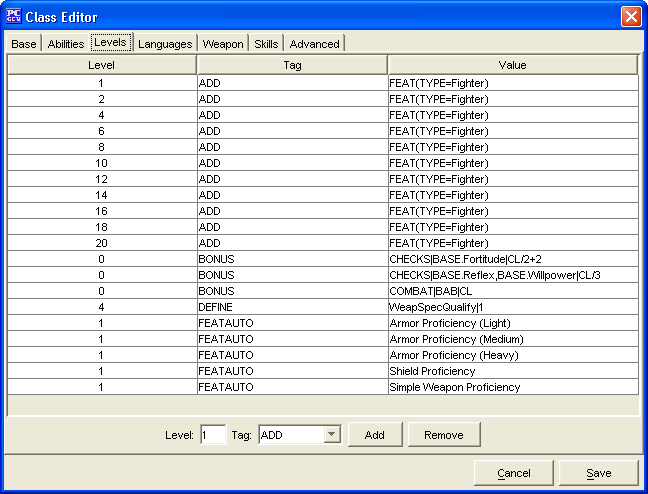 PC GEN Class Editor
Base Abilities Levels Languages Weapon Skills Advanced
Level Tag Value
1 ADD FEAT(TYPE=Fighter)
2 ADD FEAT(TYPE=Fighter)
4 ADD FEAT(TYPE=Fighter)
6 ADD FEAT(TYPE=Fighter)
8 ADD FEAT(TYPE=Fighter)
10 ADD FEAT(TYPE=Fighter)
12 ADD FEAT(TYPE=Fighter)
14 ADD FEAT(TYPE=Fighter)
16 ADD FEAT(TYPE=Fighter)
18 ADD FEAT(TYPE=Fighter)
20 ADD FEAT(TYPE=Fighter)
0 BONUS CHECKS|BASE.Fortitude|CL/2+2
0 BONUS CHECKS|BASE.Reflex,BASE.Willpower|CL/3
0 BONUS COMBAT|BAB|CL
4 DEFINE WeapSpecQualify|1
1 FEATAUTO Armor Proficiency (Light)
1 FEATAUTO Armor Proficiency (Medium)
1 FEATAUTO Armor Proficiency (Heavy)
1 FEATAUTO Shield Proficiency
1 FEATAUTO Simple Weapon Proficiency
Level: 1 Tag: ADD Add Remove
Cancel Save